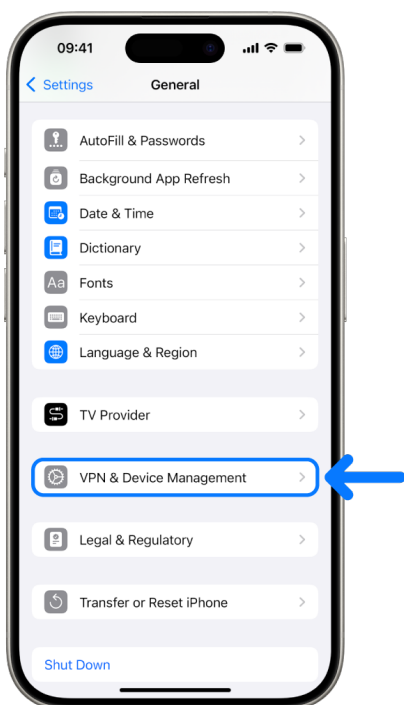 09:41
Settings
General
AutoFill & Passwords
Background App Refresh
Date & Time
Dictionary
Aa Fonts
Keyboard
Language & Region
TV Provider
VPN & Device Management
Legal & Regulatory
Transfer or Reset iPhone
Shut Down